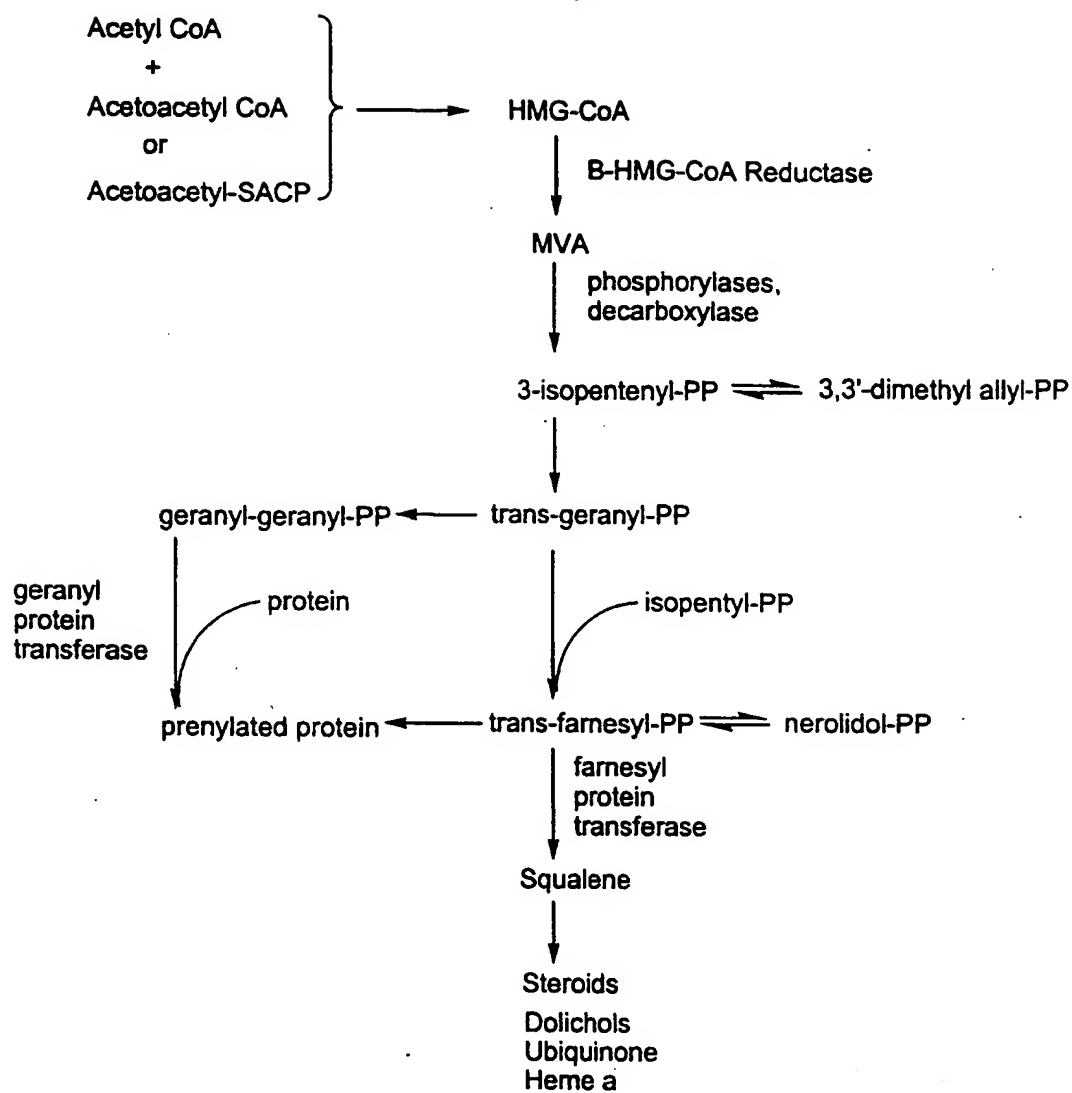 Acetyl CoA
+
Acetoacetyl CoA
or
Acetoacetyl-SACP
HMG-CoA
B-HMG-CoA Reductase
MVA
phosphorylases,
decarboxylase
3-isopentenyl-PP
3,3'-dimethyl allyl-PP
geranyl-geranyl-PP
trans-geranyl-PP
geranyl
protein
transferase
protein
isopentyl-PP
prenylated protein
trans-farnesyl-PP
nerolidol-PP
farnesyl
protein
transferase
Squalene
Steroids
Dolichols
Ubiquinone
Heme a